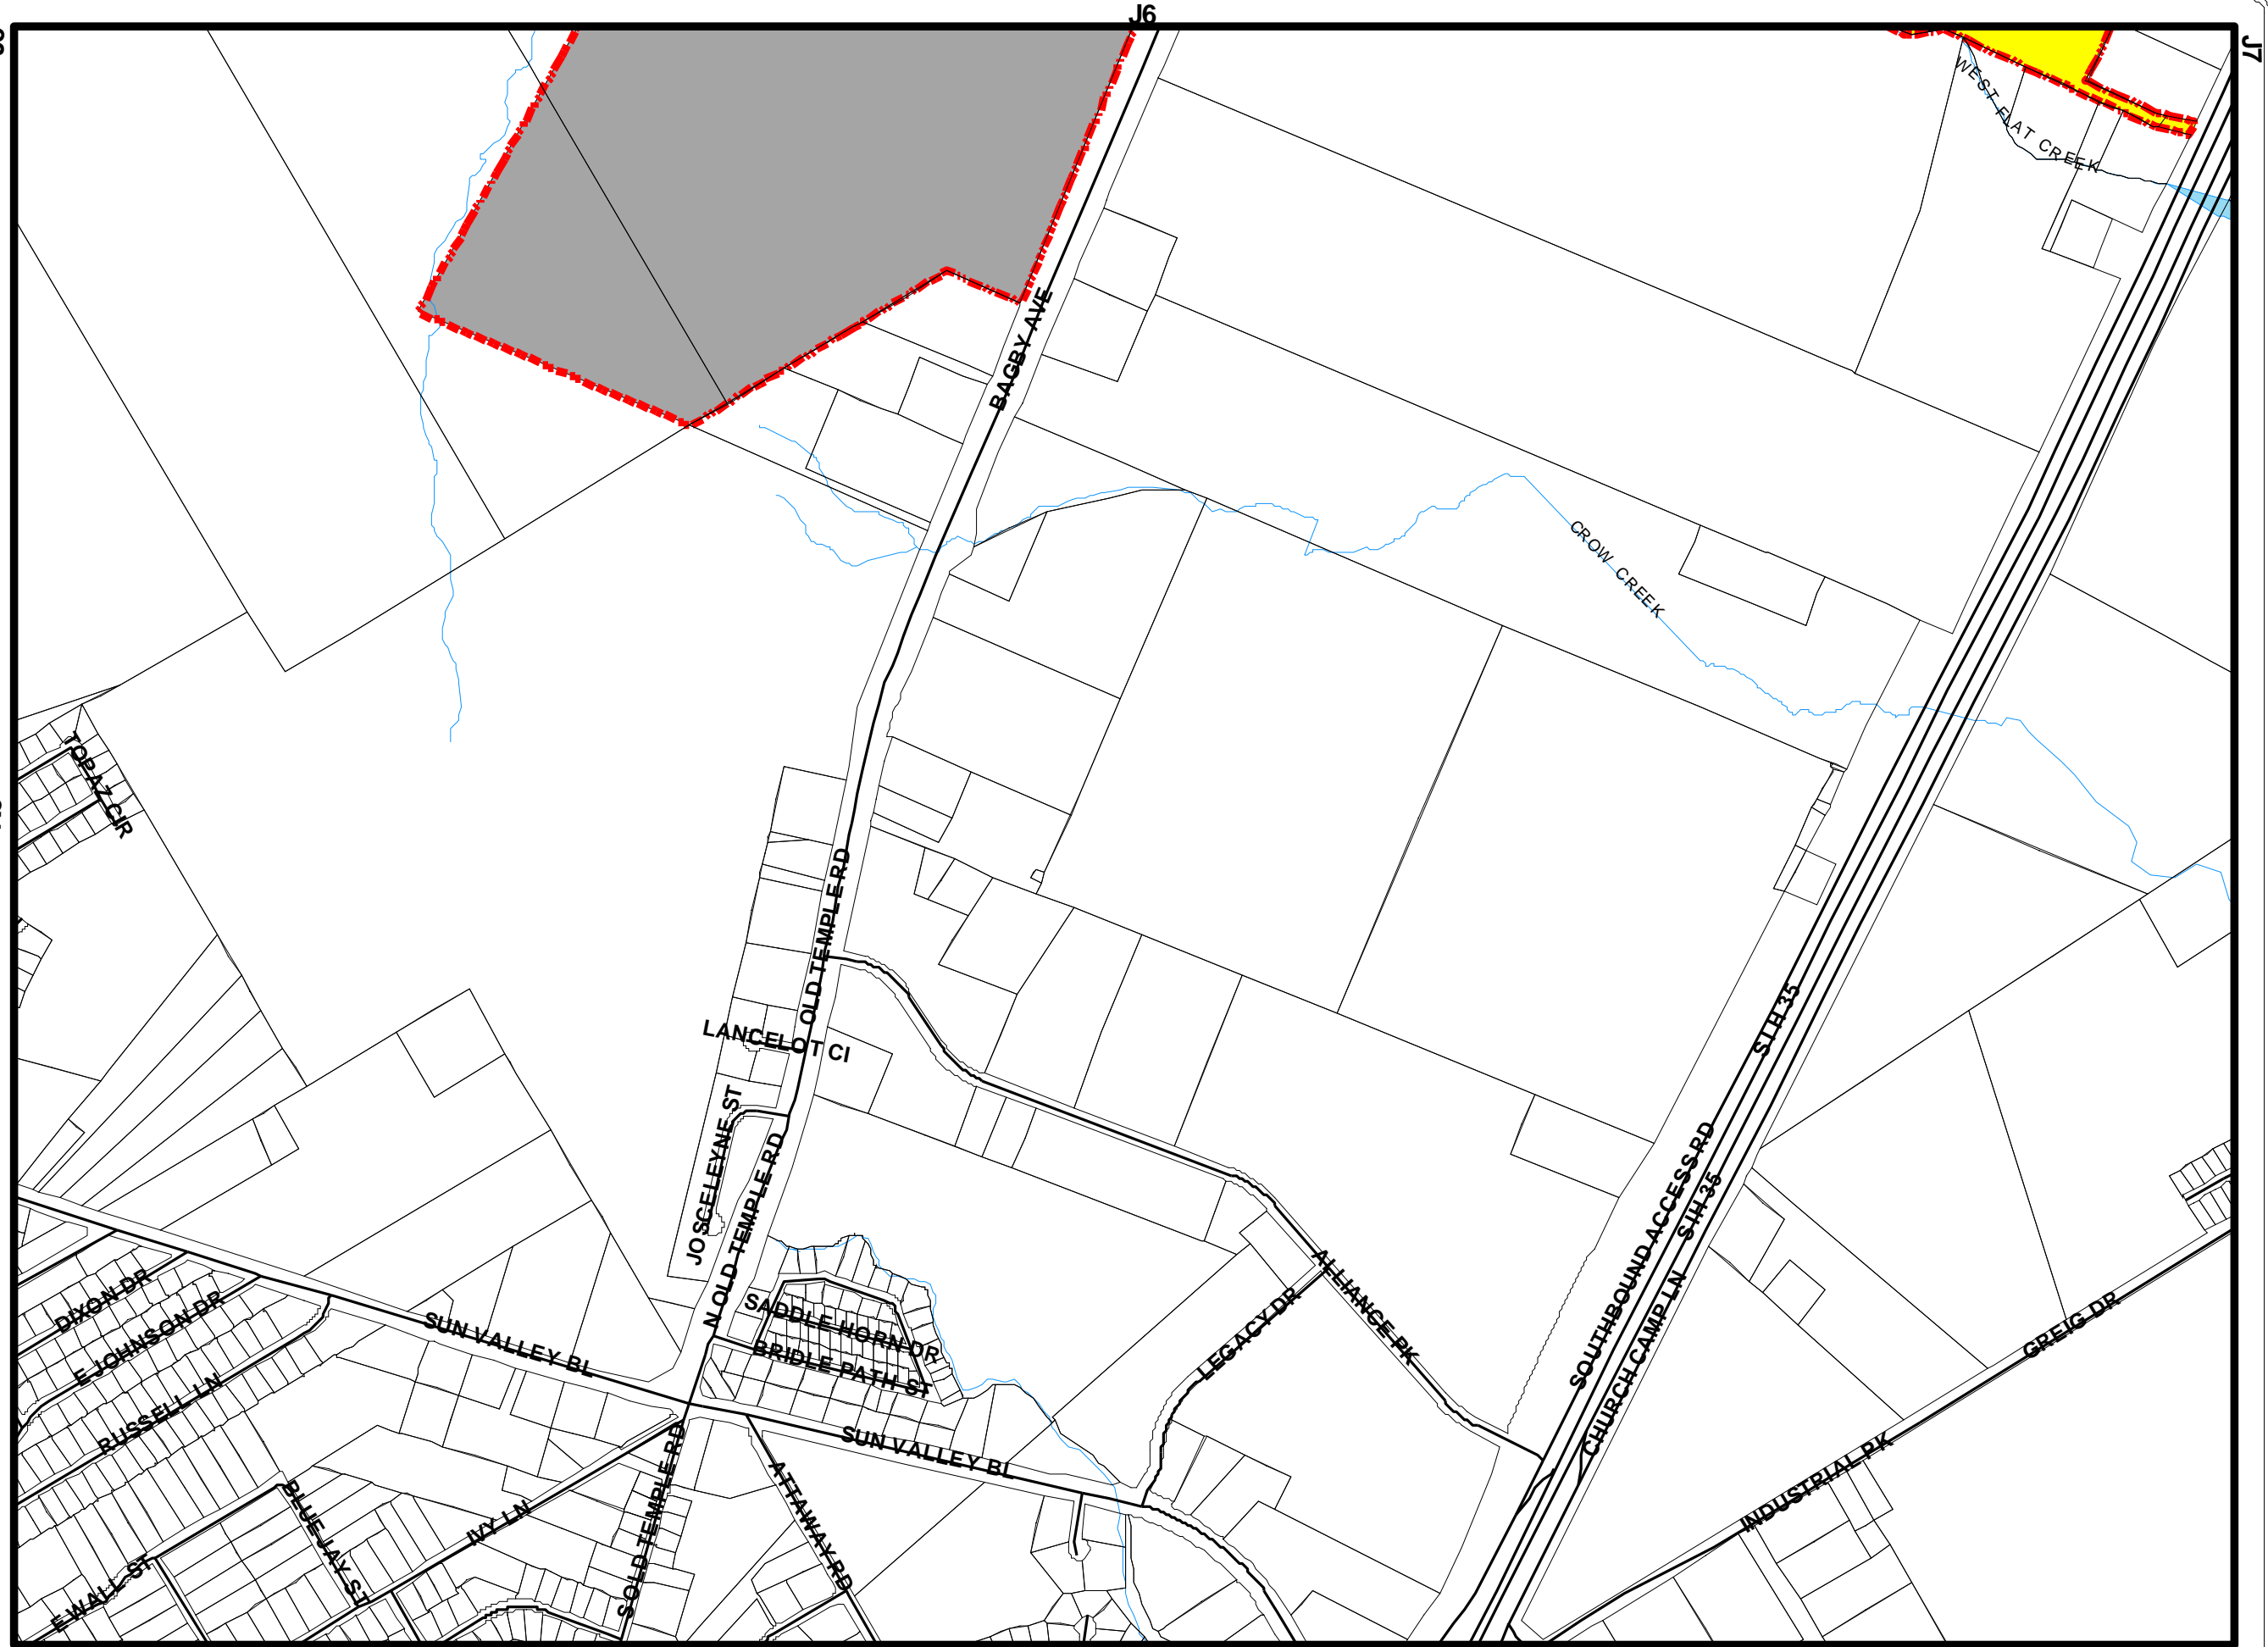 J6
J7
WEST FLAT CREEK
BAGBY AVE
CROW CREEK
TOPAZ CIR
OLD TEMPLE RD
LANCELOT CI
S I H 35
JOSCELEYNE ST
N OLD TEMPLE RD
SOUTHBOUND ACCESS RD
S IH 35
ALLIANCE PK
CHURCH CAMP LN
LEGACY DR
GREIG DR
DIXON DR
E JOHNSON DR
SUN VALLEY BL
SADDLE HORN DR
BRIDLE PATH ST
RUSSELL LN
SUN VALLEY BL
INDUSTRIAL PK
BLUE JAY ST
IVY LN
S OLD TEMPLE RD
ATTAWAY RD
E WALL ST